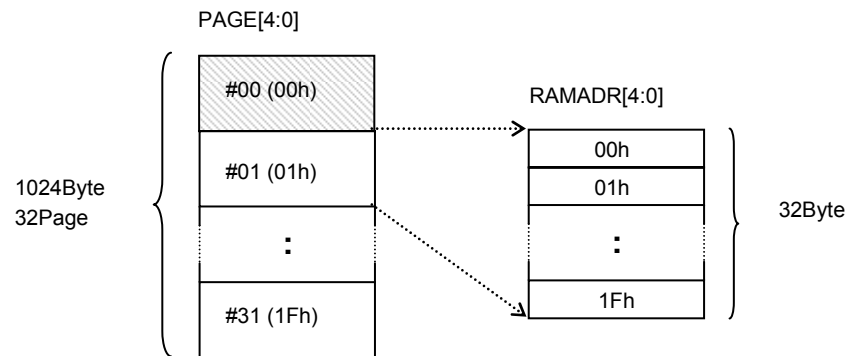 PAGE[4:0]
#00 (00h)
#01 (01h)
:
#31 (1Fh)
1024Byte
32Page
RAMADR[4:0]
00h
01h
:
1Fh
32Byte